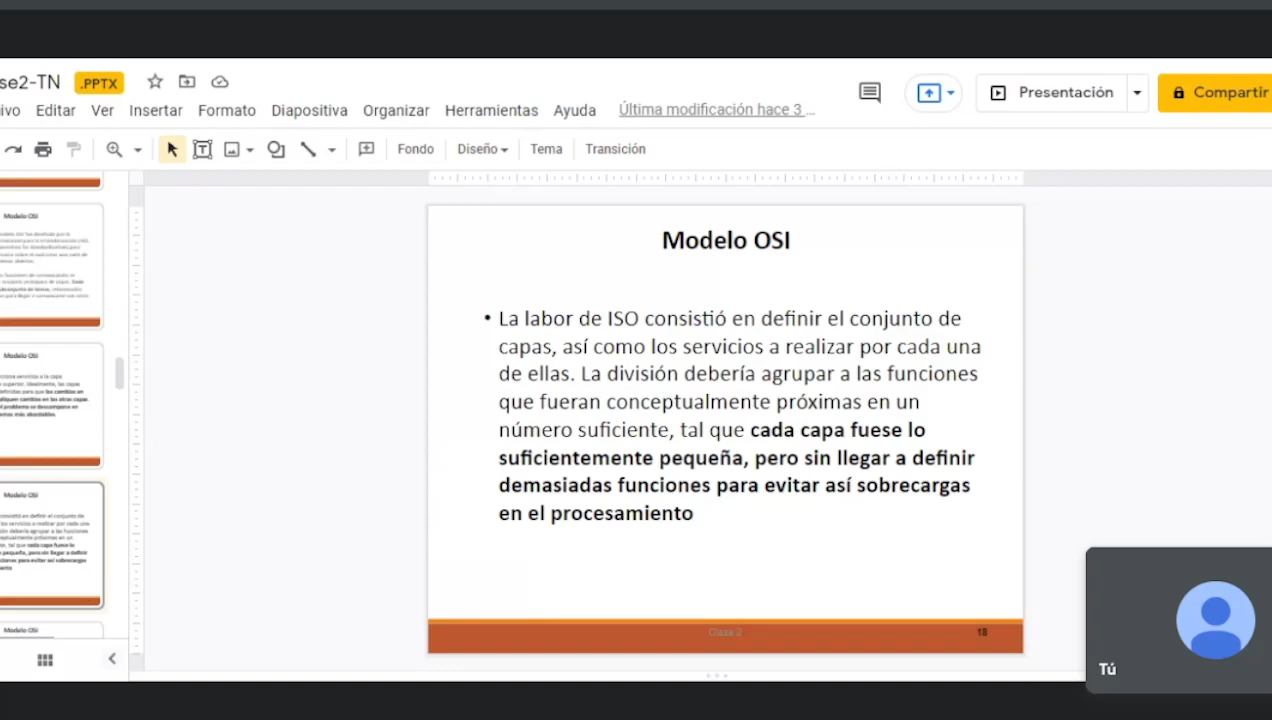 se2-TN .PPTX
ivo Editar Ver Insertar Formato Diapositiva Organizar Herramientas Ayuda Última modificación hace 3 ...
Presentación
Compartir
Fondo Diseño Tema Transición
Modelo OSI
Modelo OSI
Modelo OSI
Modelo OSI
Modelo OSI
• La labor de ISO consistió en definir el conjunto de
capas, así como los servicios a realizar por cada una
de ellas. La división debería agrupar a las funciones
que fueran conceptualmente próximas en un
número suficiente, tal que cada capa fuese lo
suficientemente pequeña, pero sin llegar a definir
demasiadas funciones para evitar así sobrecargas
en el procesamiento
Clase 2
18
Tú